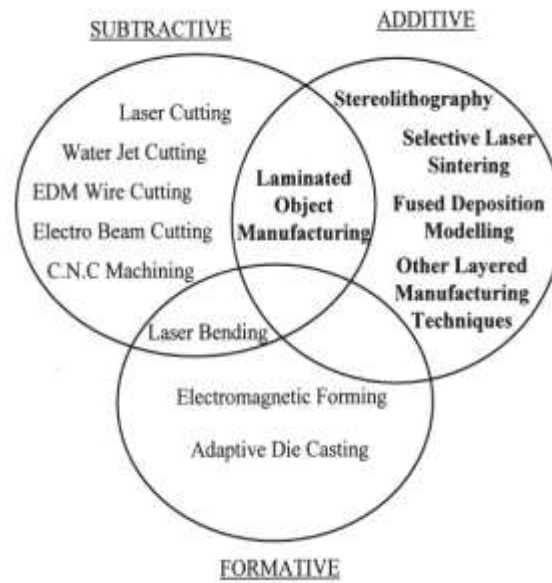 SUBTRACTIVE
ADDITIVE
Laser Cutting
Water Jet Cutting
EDM Wire Cutting
Electro Beam Cutting
C.N.C Machining
Laminated
Object
Manufacturing
Stereolithography
Selective Laser
Sintering
Fused Deposition
Modelling
Other Layered
Manufacturing
Techniques
Laser Bending
Electromagnetic Forming
Adaptive Die Casting
FORMATIVE